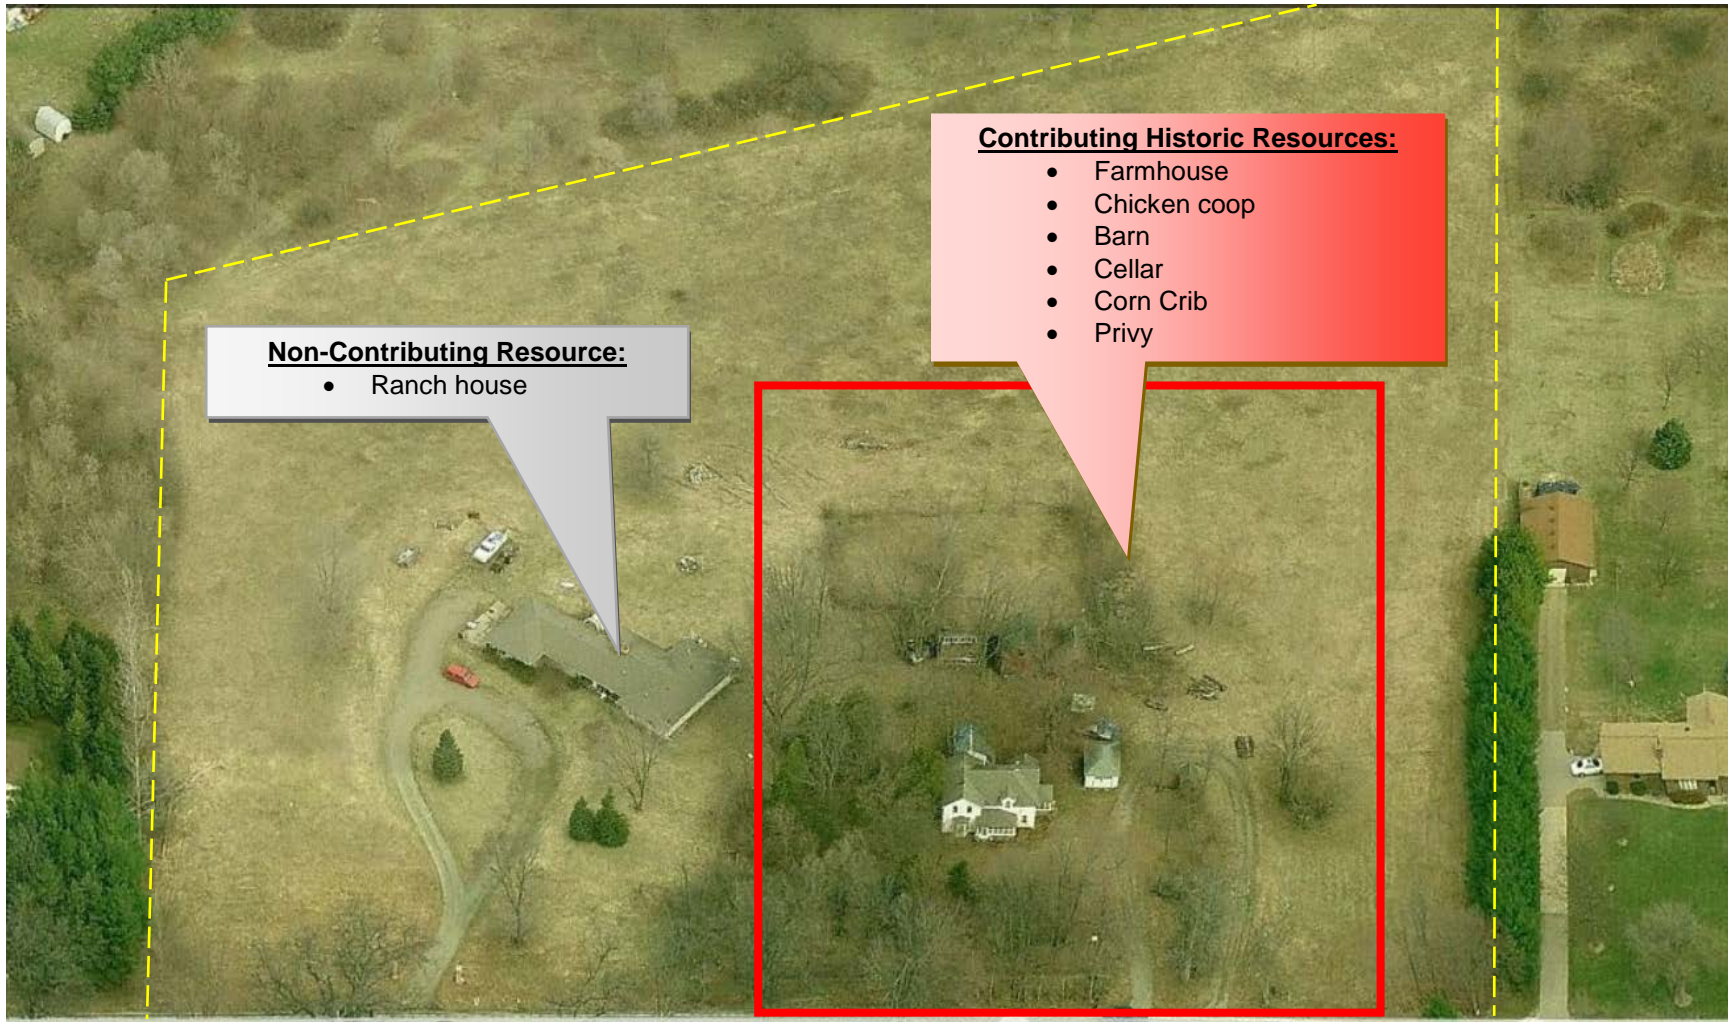 Contributing Historic Resources:
• Farmhouse
• Chicken coop
• Barn
• Cellar
• Corn Crib
• Privy
Non-Contributing Resource:
• Ranch house